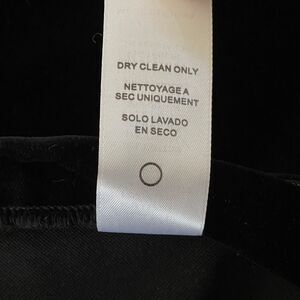 DRY CLEAN ONLY
NETTOYAGE A
SEC UNIQUEMENT
SOLO LAVADO
EN SECO